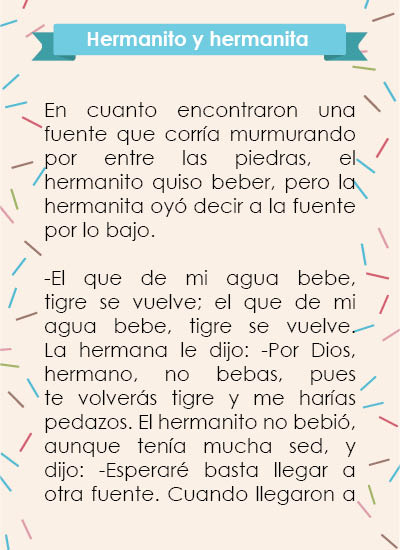 Hermanito y hermanita
En cuanto encontraron una
fuente que corría murmurando
por entre las piedras, el
hermanito quiso beber, pero la
hermanita oyó decir a la fuente
por lo bajo.
-El que de mi agua bebe,
tigre se vuelve; el que de mi
agua bebe, tigre se vuelve.
La hermana le dijo: -Por Dios,
hermano, no bebas, pues
te volverás tigre y me harías
pedazos. El hermanito no bebió,
aunque tenía mucha sed, y
dijo: -Esperaré basta llegar a
otra fuente. Cuando llegaron a